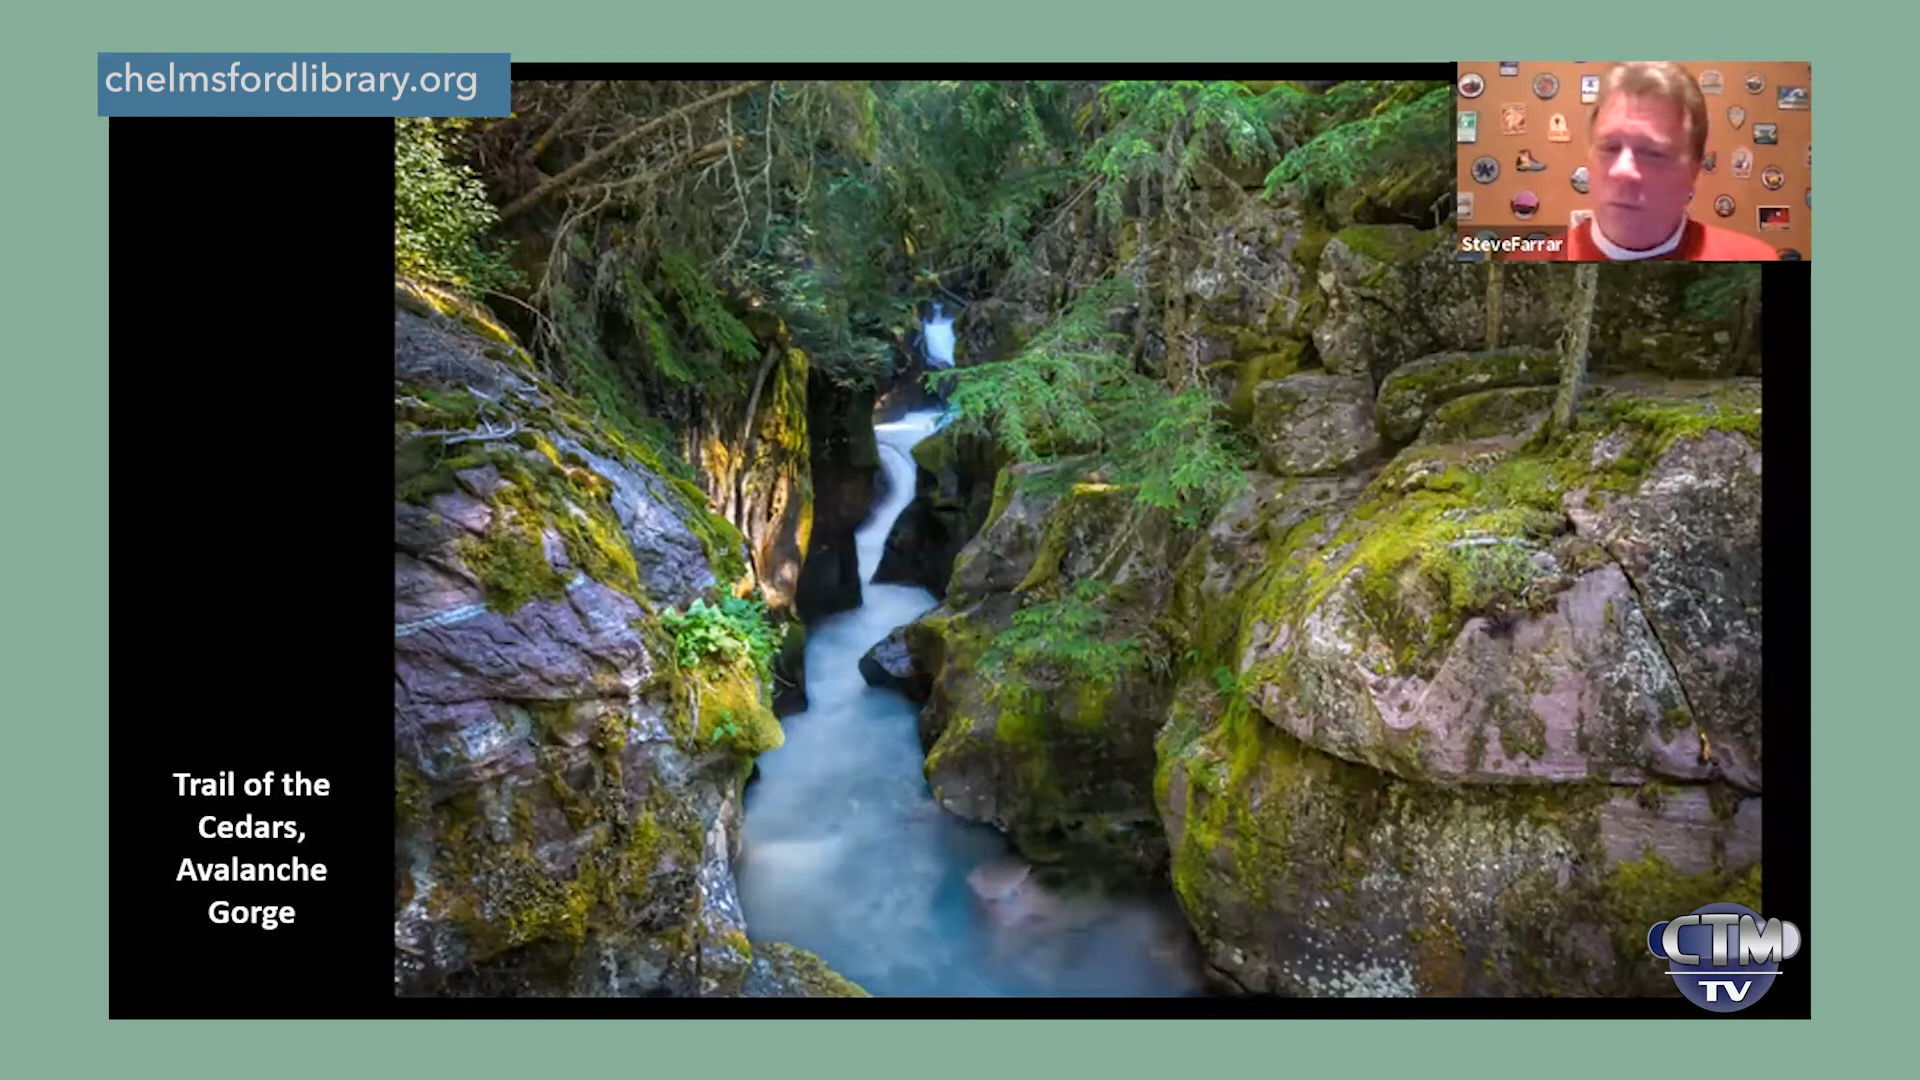 chelmsfordlibrary.org
SteveFarrar
Trail of the
Cedars,
Avalanche
Gorge
CTM
TV